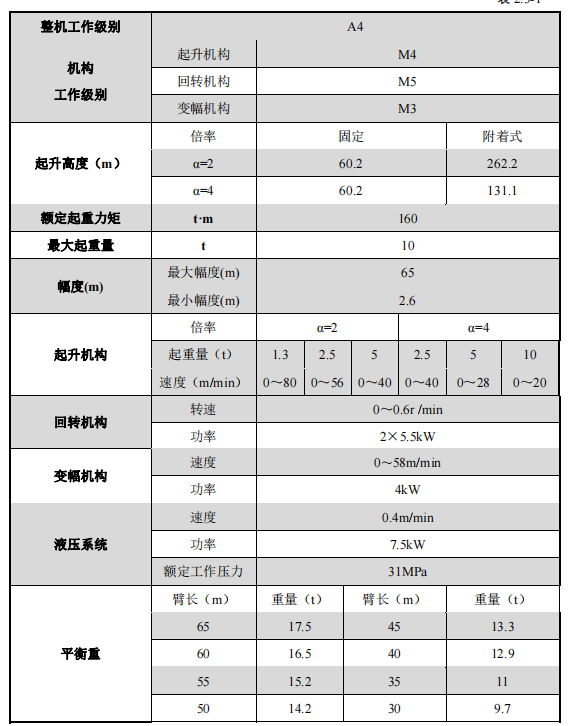 表 2.3-1
整机工作级别 A4
机构
工作级别
起升机构 M4
回转机构 M5
变幅机构 M3
起升高度（m）
倍率 固定 附着式
α=2 60.2 262.2
α=4 60.2 131.1
额定起重力矩 t·m 160
最大起重量 t 10
幅度(m)
最大幅度(m) 65
最小幅度(m) 2.6
起升机构
倍率 α=2 α=4
起重量（t） 1.3 2.5 5 2.5 5 10
速度（m/min） 0～80 0～56 0～40 0～40 0～28 0～20
回转机构
转速 0～0.6r /min
功率 2×5.5kW
变幅机构
速度 0～58m/min
功率 4kW
液压系统
速度 0.4m/min
功率 7.5kW
额定工作压力 31MPa
平衡重
臂长（m） 重量（t） 臂长（m） 重量（t）
65 17.5 45 13.3
60 16.5 40 12.9
55 15.2 35 11
50 14.2 30 9.7